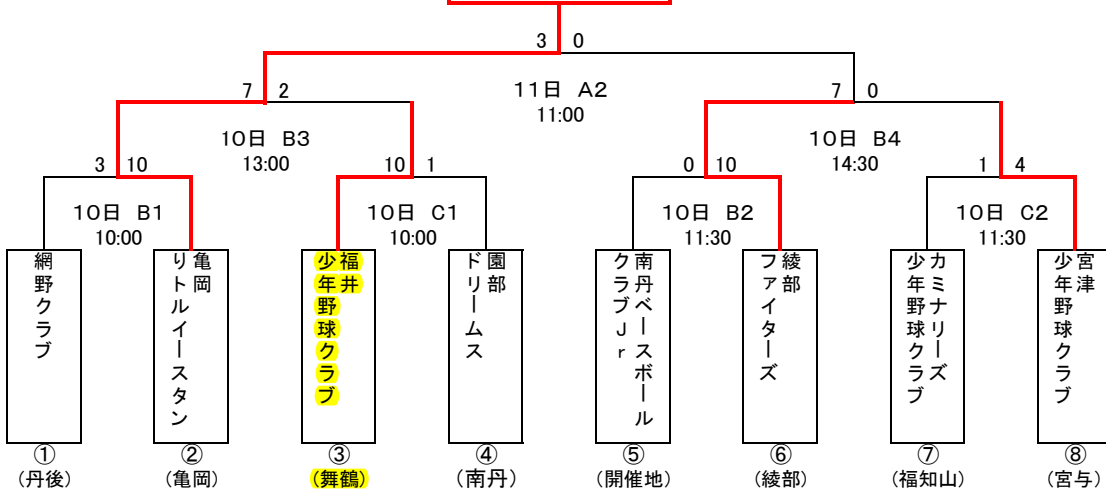 3 0
11日 A2
11:00
7 2
7 0
10日 B3
13:00
10日 B4
14:30
3 10
10 1
0 10
1 4
10日 B1
10:00
10日 C1
10:00
10日 B2
11:30
10日 C2
11:30
網野クラブ
亀岡
りトルイースタン
福井
少年野球クラブ
園部
ドリームス
南丹ベースボール
クラブJr
綾部
ファイターズ
カミナリーズ
少年野球クラブ
宮津
少年野球クラブ
① ② ③ ④ ⑤ ⑥ ⑦ ⑧
(丹後) (亀岡) (舞鶴) (南丹) (開催地) (綾部) (福知山) (宮与)